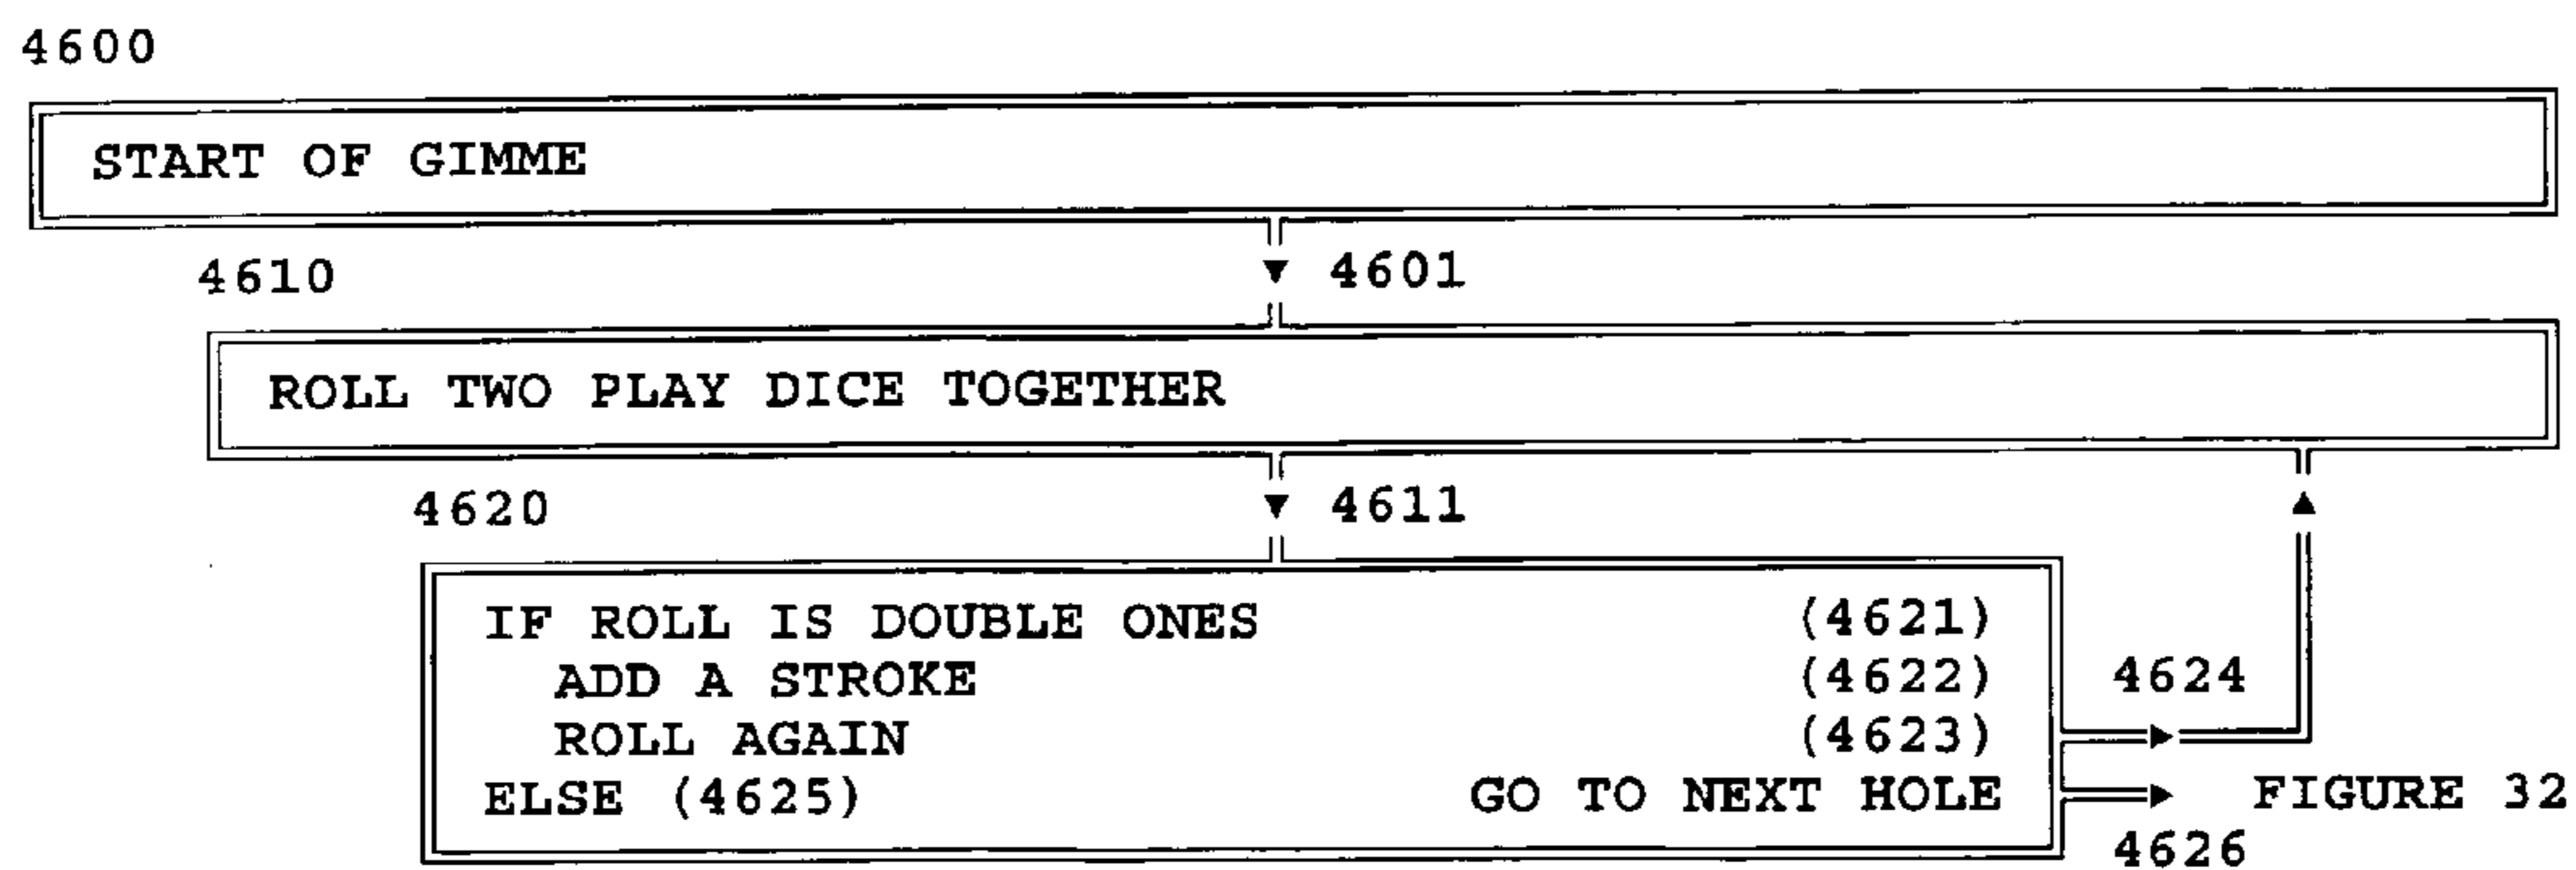 4600
START OF GIMME
4610 4601
ROLL TWO PLAY DICE TOGETHER
4620 4611
IF ROLL IS DOUBLE ONES (4621)
ADD A STROKE (4622) 4624
ROLL AGAIN (4623)
ELSE (4625) GO TO NEXT HOLE FIGURE 32
4626